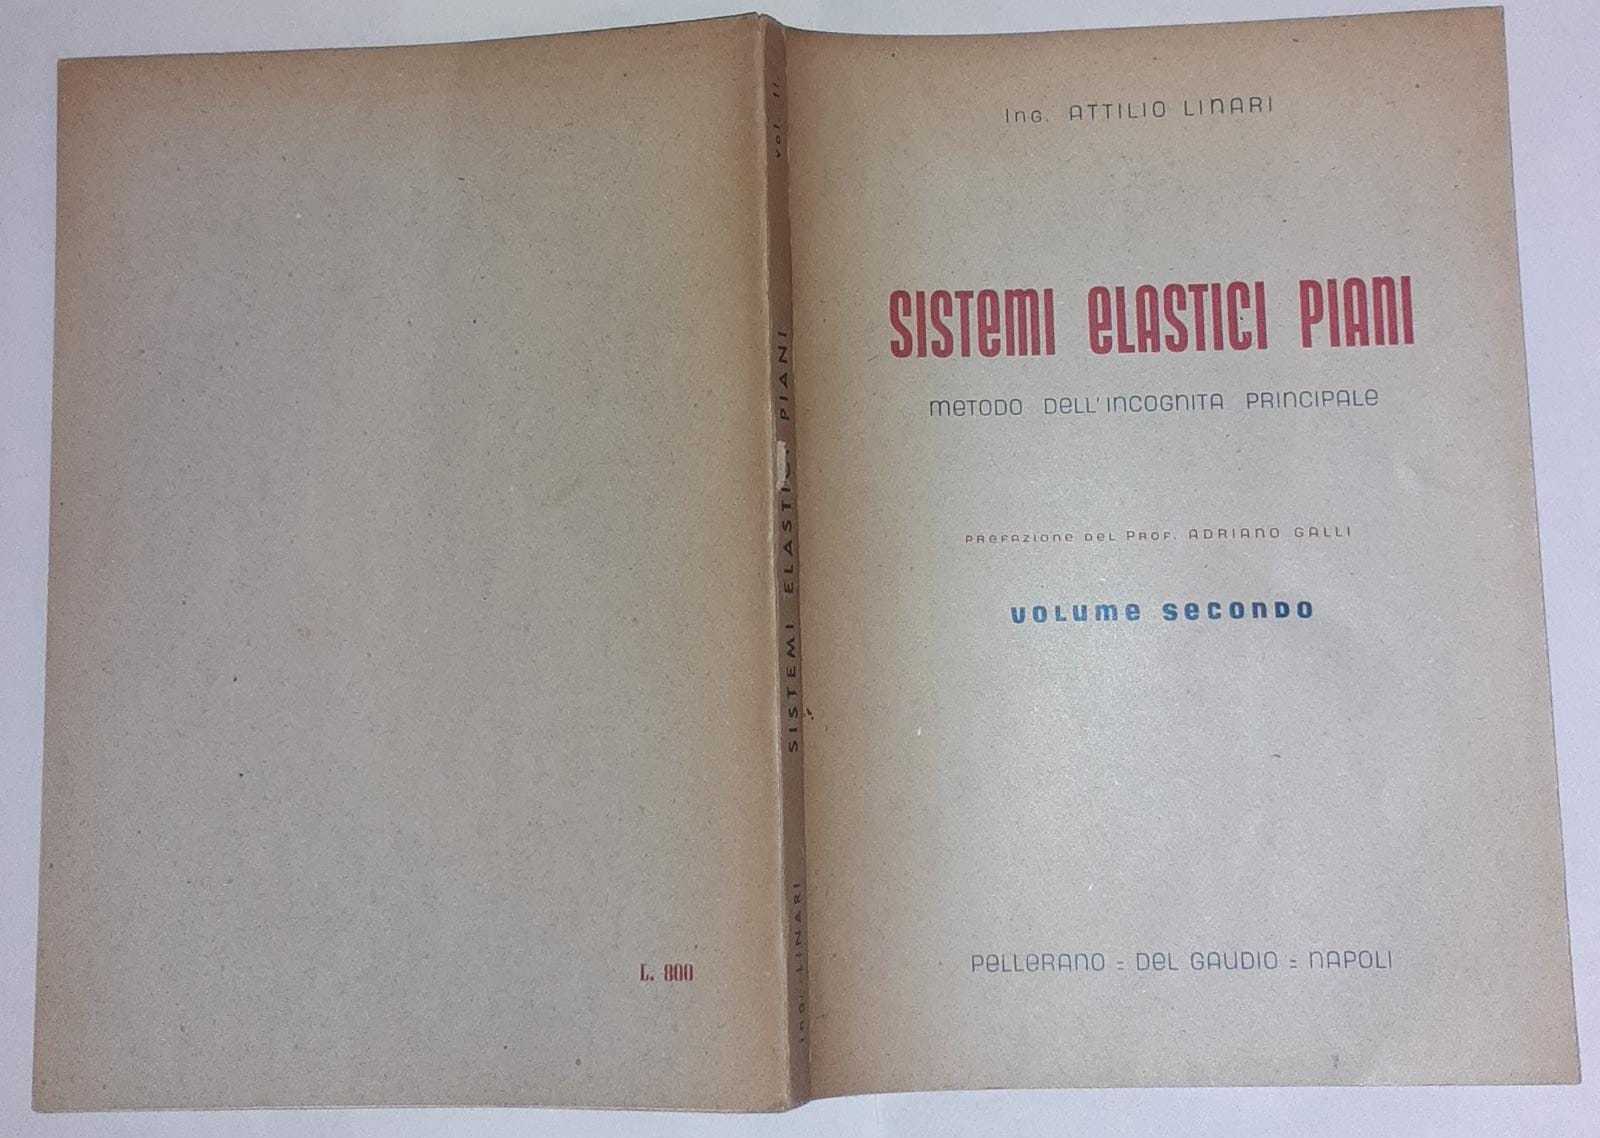 Ing. ATTILIO LINARI
SISTEMI ELASTICI PIANI
METODO DELL'INCOGNITA PRINCIPALE
PREFAZIONE DEL PROF. ADRIANO GALLI
VOLUME SECONDO
PELLERANO = DEL GAUDIO = NAPOLI
ING. LINARI
SISTEMI ELASTICI PIANI
vol. II
L. 800